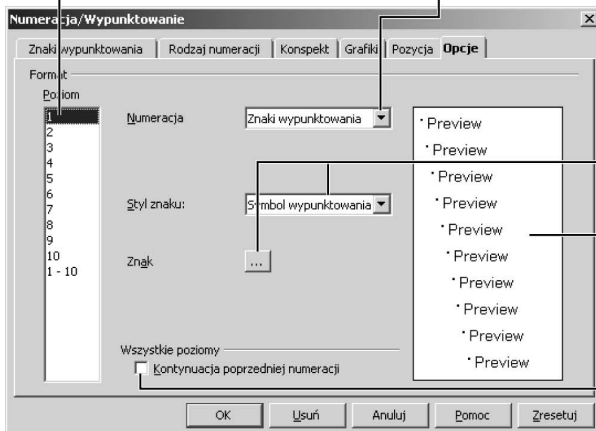 Numeracja/Wypunktowanie
Znaki wypunktowania Rodzaj numeracji Konspekt Grafiki Pozycja Opcje
Format
Poziom
1
2
3
4
5
6
7
8
9
10
1 - 10
Numeracja Znaki wypunktowania
Styl znaku: Symbol wypunktowania
Znak ...
Preview
Preview
Preview
Preview
Preview
Preview
Preview
Preview
Preview
Preview
Wszystkie poziomy
Kontynuacja poprzedniej numeracji
OK Usuń Anuluj Pomoc Zresetuj